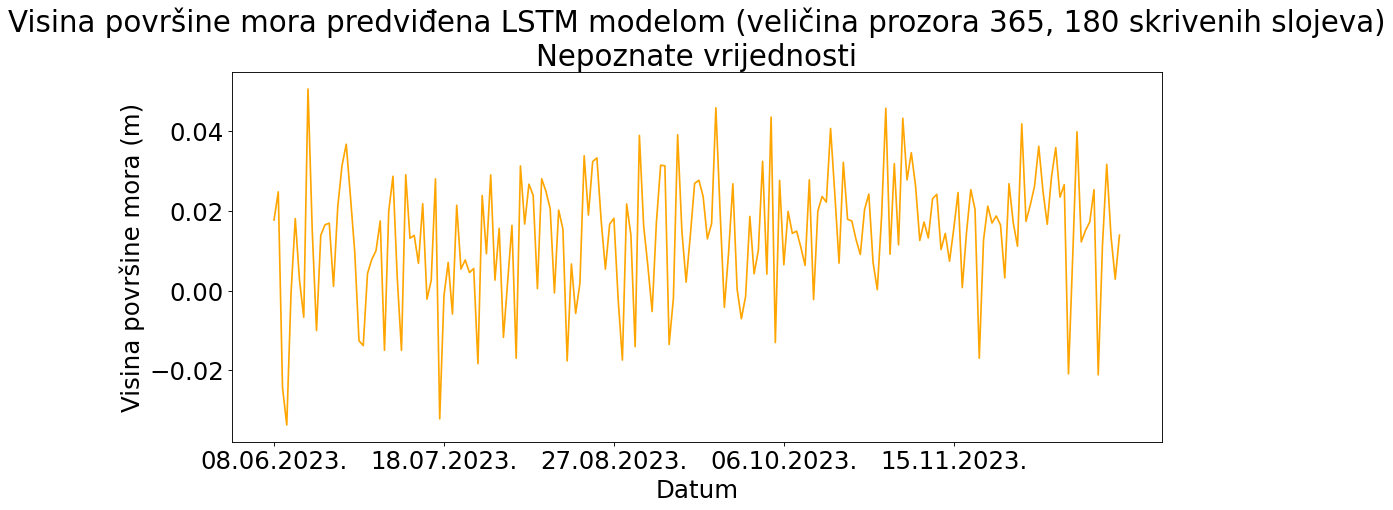 Visina površine mora predviđena LSTM modelom (veličina prozora 365, 180 skrivenih slojeva)
Nepoznate vrijednosti
Visina površine mora (m)
0.04
0.02
0.00
−0.02
08.06.2023. 18.07.2023. 27.08.2023. 06.10.2023. 15.11.2023.
Datum